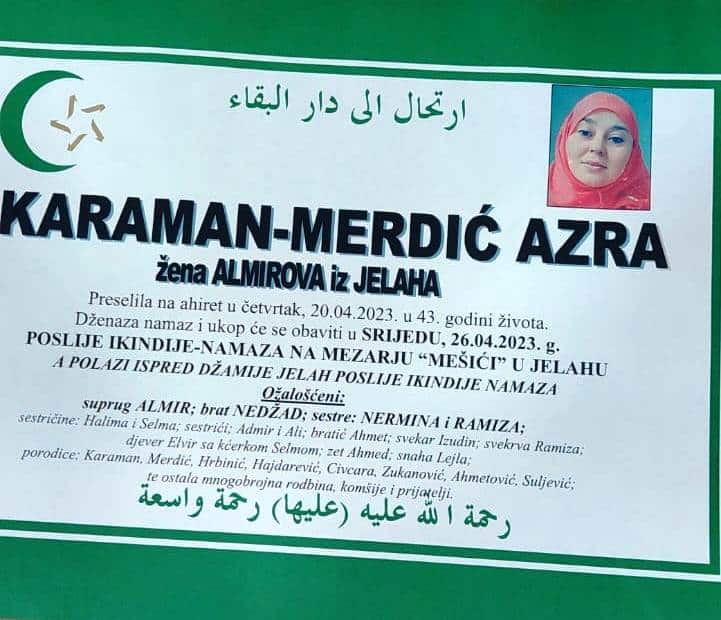 ارتحال الى دار البقاء
KARAMAN-MERDIĆ AZRA
žena ALMIROVA iz JELAHA
Preselila na ahiret u četvrtak, 20.04.2023. u 43. godini života.
Dženaza namaz i ukop će se obaviti u SRIJEDU, 26.04.2023. g.
POSLIJE IKINDIJE-NAMAZA NA MEZARJU “MEŠIĆI” U JELAHU
A POLAZI ISPRED DŽAMIJE JELAH POSLIJE IKINDIJE NAMAZA
Ožalošćeni:
suprug ALMIR; brat NEDŽAD; sestre: NERMINA i RAMIZA;
sestričine: Halima i Selma; sestrići; Admir i Ali; bratić Ahmet; svekar Izudin; svekrva Ramiza;
djever Elvir sa kćerkom Selmom; zet Ahmed; snaha Lejla;
porodice: Karaman, Merdić, Hrbinić, Hajdarević, Civcara, Zukanović, Ahmetović, Suljević;
te ostala mnogobrojna rodbina, komšije i prijatelji.
رحمة الله عليه (عليها) رحمة واسعة